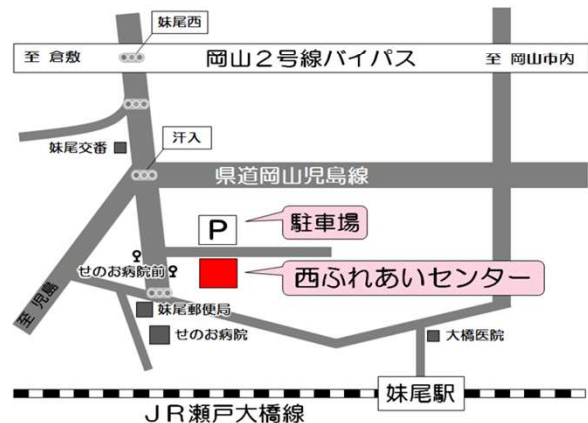 妹尾西
至 倉敷
岡山２号線バイパス
至 岡山市内
妹尾交番
汗入
県道岡山児島線
P
駐車場
せのお病院前
西ふれあいセンター
至 児島
妹尾郵便局
せのお病院
大橋医院
妹尾駅
ＪＲ瀬戸大橋線